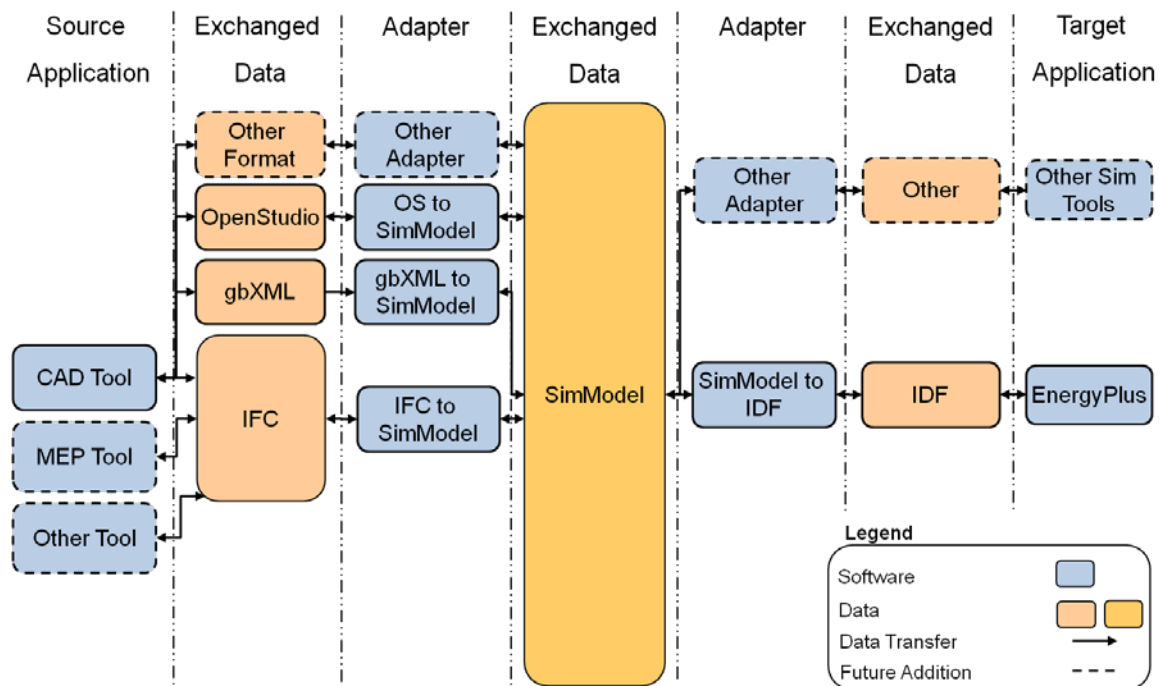 Source
Application
Exchanged
Data
Adapter
Exchanged
Data
Adapter
Exchanged
Data
Target
Application
Other
Format
Other
Adapter
OpenStudio
OS to
SimModel
gbXML
gbXML to
SimModel
CAD Tool
MEP Tool
Other Tool
IFC
IFC to
SimModel
SimModel
Other
Adapter
Other
Other Sim
Tools
SimModel to
IDF
IDF
EnergyPlus
Legend
Software
Data
Data Transfer
Future Addition